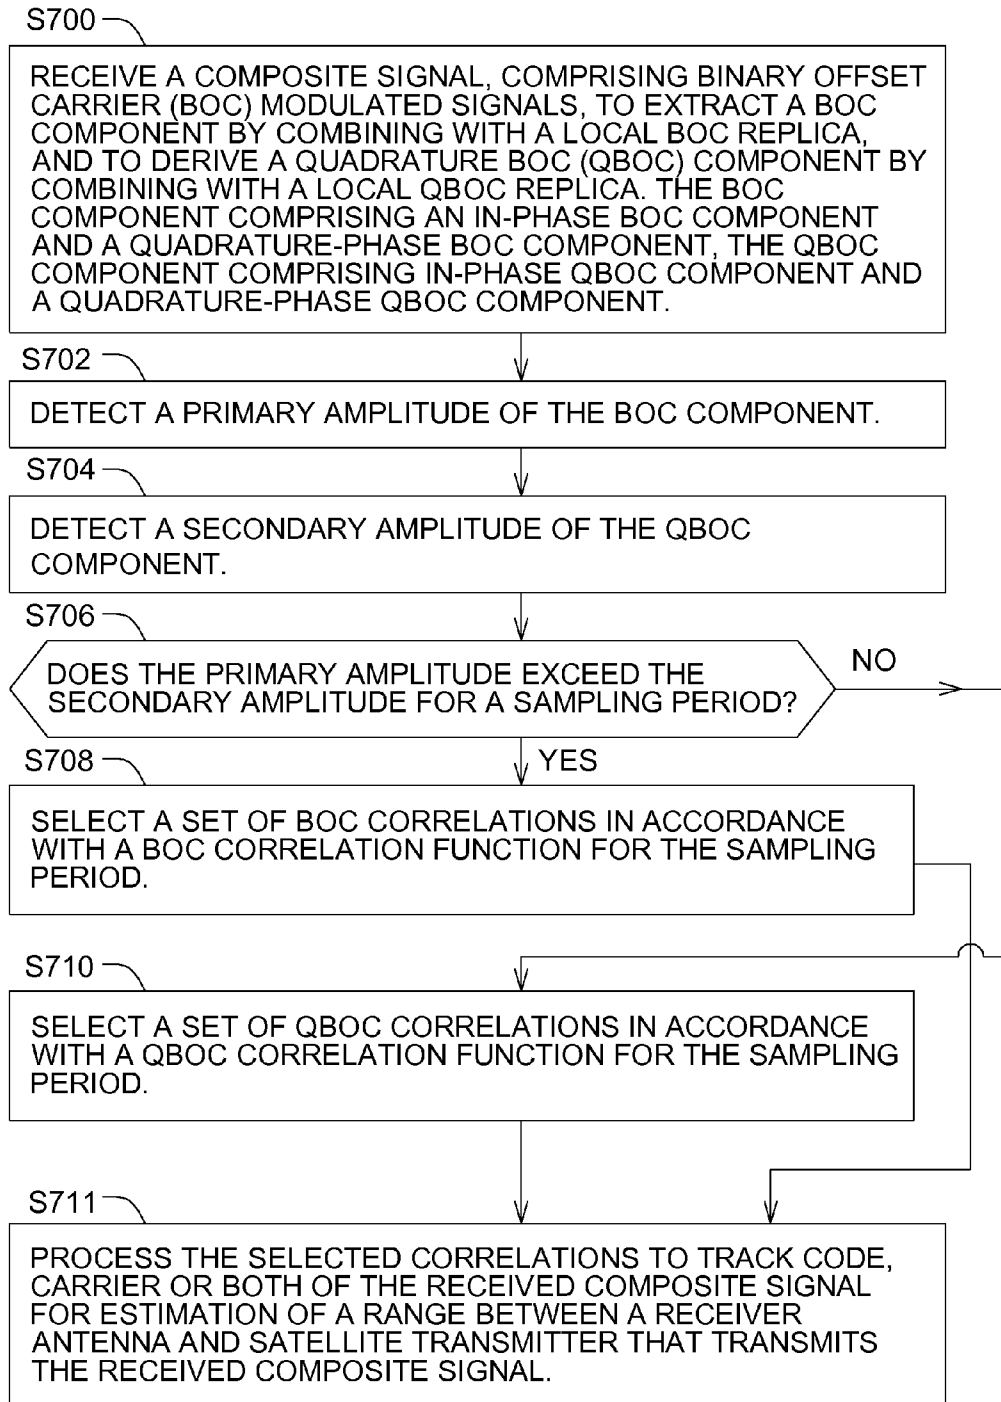 S700
RECEIVE A COMPOSITE SIGNAL, COMPRISING BINARY OFFSET
CARRIER (BOC) MODULATED SIGNALS, TO EXTRACT A BOC
COMPONENT BY COMBINING WITH A LOCAL BOC REPLICA,
AND TO DERIVE A QUADRATURE BOC (QBOC) COMPONENT BY
COMBINING WITH A LOCAL QBOC REPLICA. THE BOC
COMPONENT COMPRISING AN IN-PHASE BOC COMPONENT
AND A QUADRATURE-PHASE BOC COMPONENT, THE QBOC
COMPONENT COMPRISING IN-PHASE QBOC COMPONENT AND
A QUADRATURE-PHASE QBOC COMPONENT.
S702
DETECT A PRIMARY AMPLITUDE OF THE BOC COMPONENT.
S704
DETECT A SECONDARY AMPLITUDE OF THE QBOC
COMPONENT.
S706
DOES THE PRIMARY AMPLITUDE EXCEED THE
SECONDARY AMPLITUDE FOR A SAMPLING PERIOD?
NO
YES
S708
SELECT A SET OF BOC CORRELATIONS IN ACCORDANCE
WITH A BOC CORRELATION FUNCTION FOR THE SAMPLING
PERIOD.
S710
SELECT A SET OF QBOC CORRELATIONS IN ACCORDANCE
WITH A QBOC CORRELATION FUNCTION FOR THE SAMPLING
PERIOD.
S711
PROCESS THE SELECTED CORRELATIONS TO TRACK CODE,
CARRIER OR BOTH OF THE RECEIVED COMPOSITE SIGNAL
FOR ESTIMATION OF A RANGE BETWEEN A RECEIVER
ANTENNA AND SATELLITE TRANSMITTER THAT TRANSMITS
THE RECEIVED COMPOSITE SIGNAL.